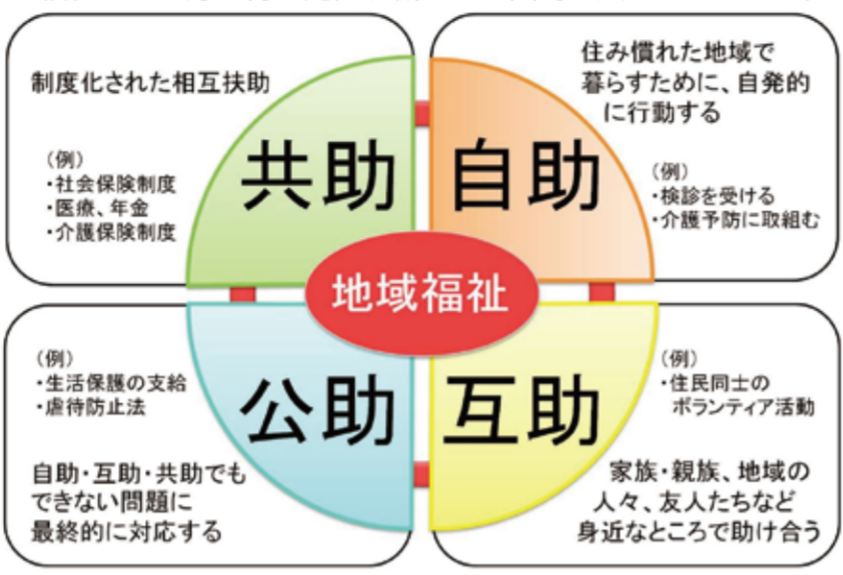 制度化された相互扶助
（例）
・社会保険制度
・医療、年金
・介護保険制度
共助
住み慣れた地域で
暮らすために、自発的
に行動する
（例）
・検診を受ける
・介護予防に取組む
自助
地域福祉
（例）
・生活保護の支給
・虐待防止法
自助・互助・共助でも
できない問題に
最終的に対応する
公助
（例）
・住民同士の
ボランティア活動
家族・親族、地域の
人々、友人たちなど
身近なところで助け合う
互助